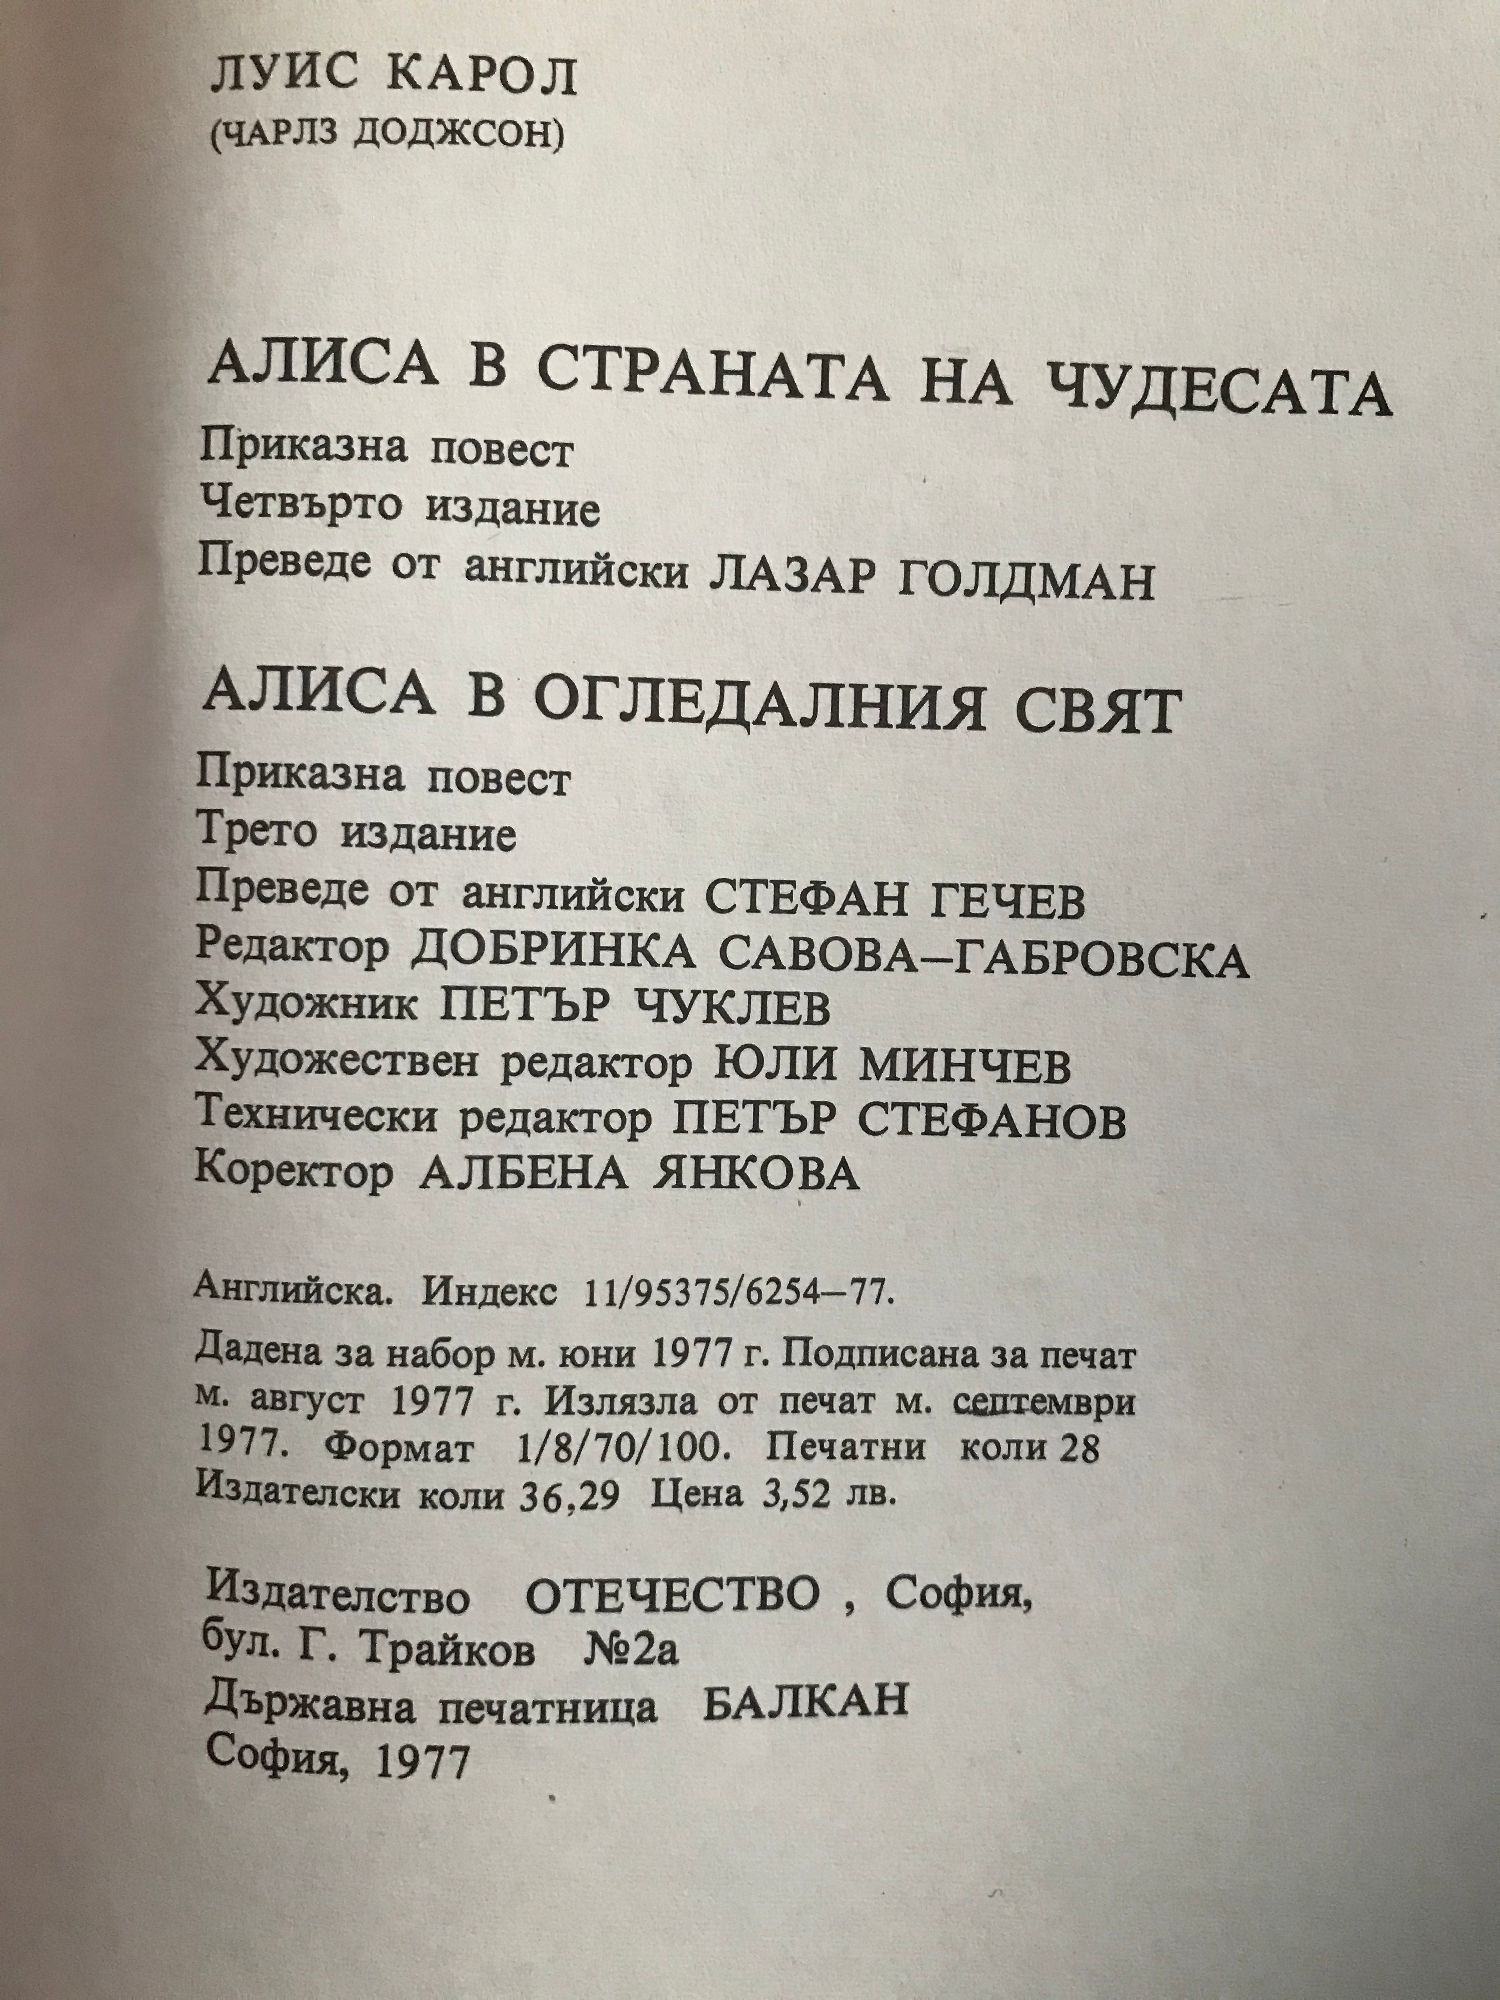 ЛУИС КАРОЛ
(ЧАРЛЗ ДОДЖСОН)
АЛИСА В СТРАНАТА НА ЧУДЕСАТА
Приказна повест
Четвърто издание
Преведе от английски ЛАЗАР ГОЛДМАН
АЛИСА В ОГЛЕДАЛНИЯ СВЯТ
Приказна повест
Трето издание
Преведе от английски СТЕФАН ГЕЧЕВ
Редактор ДОБРИНКА САВОВА–ГАБРОВСКА
Художник ПЕТЪР ЧУКЛЕВ
Художествен редактор ЮЛИ МИНЧЕВ
Технически редактор ПЕТЪР СТЕФАНОВ
Коректор АЛБЕНА ЯНКОВА
Английска. Индекс 11/95375/6254–77.
Дадена за набор м. юни 1977 г. Подписана за печат
м. август 1977 г. Излязла от печат м. септември
1977. Формат 1/8/70/100. Печатни коли 28
Издателски коли 36,29 Цена 3,52 лв.
Издателство ОТЕЧЕСТВО , София,
бул. Г. Трайков №2а
Държавна печатница БАЛКАН
София, 1977